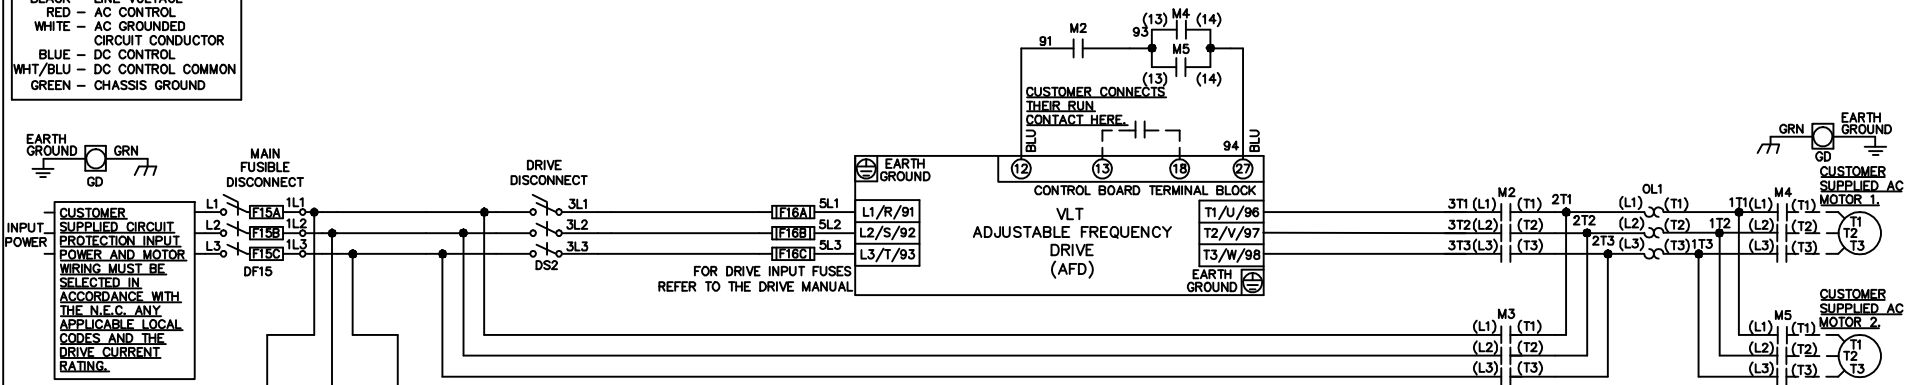 BLACK – LINE VOLTAGE
RED – AC CONTROL
WHITE – AC GROUNDED
CIRCUIT CONDUCTOR
BLUE – DC CONTROL
WHT/BLU – DC CONTROL COMMON
GREEN – CHASSIS GROUND
EARTH
GROUND
GRN
GD
MAIN
FUSIBLE
DISCONNECT
DRIVE
DISCONNECT
INPUT
POWER
CUSTOMER
SUPPLIED CIRCUIT
PROTECTION INPUT
POWER AND MOTOR
WIRING MUST BE
SELECTED IN
ACCORDANCE WITH
THE N.E.C. ANY
APPLICABLE LOCAL
CODES AND THE
DRIVE CURRENT
RATING.
L1 F15A 1L1
L2 F15B 1L2
L3 F15C 1L3
DF15
3L1
3L2
3L3
DS2
F16A 5L1
F16B 5L2
F16C 5L3
FOR DRIVE INPUT FUSES
REFER TO THE DRIVE MANUAL
91
M2
93
(13) M4 (14)
M5
(13) (14)
CUSTOMER CONNECTS
THEIR RUN
CONTACT HERE.
BLU
94
BLU
EARTH
GROUND
12
13
18
27
CONTROL BOARD TERMINAL BLOCK
L1/R/91
L2/S/92
L3/T/93
VLT
ADJUSTABLE FREQUENCY
DRIVE
(AFD)
T1/U/96
T2/V/97
T3/W/98
EARTH
GROUND
M2
3T1 (L1) (T1) 2T1
3T2 (L2) (T2) 2T2
3T3 (L3) (T3) 2T3
OL1
(L1) (T1) 1T1
(L2) (T2) 1T2
(L3) (T3) 1T3
M4
(L1) (T1)
(L2) (T2)
(L3) (T3)
T1
T2
T3
GRN
GD
EARTH
GROUND
CUSTOMER
SUPPLIED AC
MOTOR 1.
M3
(L1) (T1)
(L2) (T2)
(L3) (T3)
M5
(L1) (T1)
(L2) (T2)
(L3) (T3)
CUSTOMER
SUPPLIED AC
MOTOR 2.
T1
T2
T3